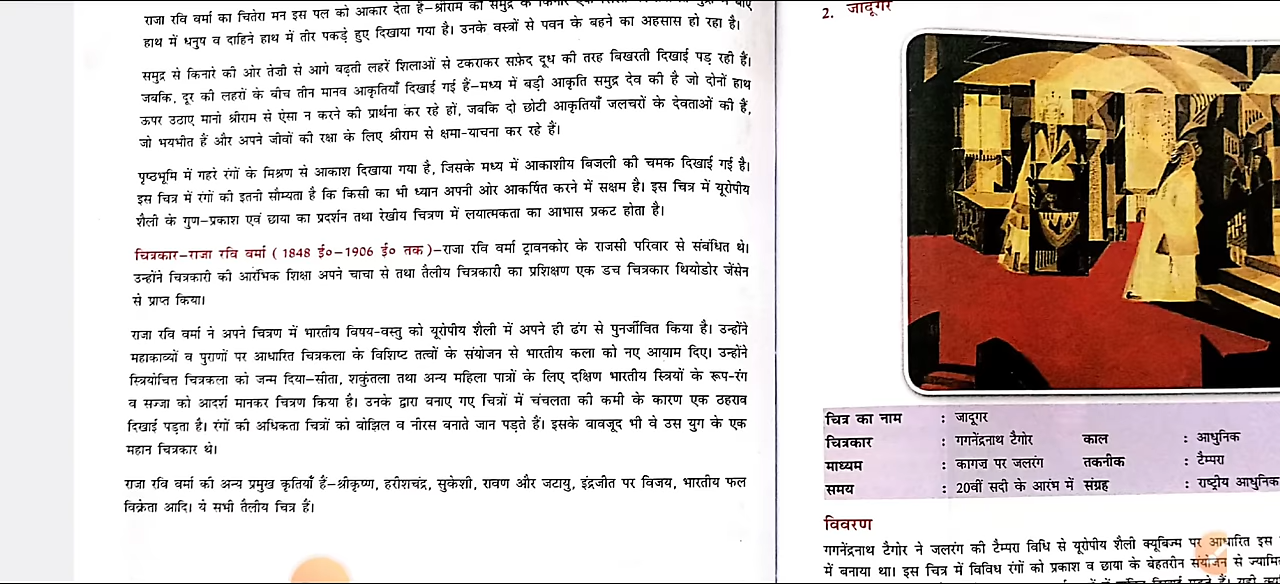 राजा रवि वर्मा का चितेरा मन इस पल को आकार देता है–श्रीराम को समुद्र के किनारे एक
हाथ में धनुष व दाहिने हाथ में तीर पकड़े हुए दिखाया गया है। उनके वस्त्रों से पवन के बहने का अहसास हो रहा है।
समुद्र से किनारे की ओर तेज़ी से आगे बढ़ती लहरें शिलाओं से टकराकर सफ़ेद दूध की तरह बिखरती दिखाई पड़ रही हैं।
जबकि, दूर की लहरों के बीच तीन मानव आकृतियाँ दिखाई गई हैं–मध्य में बड़ी आकृति समुद्र देव की है जो दोनों हाथ
ऊपर उठाए मानो श्रीराम से ऐसा न करने की प्रार्थना कर रहे हों, जबकि दो छोटी आकृतियाँ जलचरों के देवताओं की हैं,
जो भयभीत हैं और अपने जीवों की रक्षा के लिए श्रीराम से क्षमा-याचना कर रहे हैं।
पृष्ठभूमि में गहरे रंगों के मिश्रण से आकाश दिखाया गया है, जिसके मध्य में आकाशीय बिजली की चमक दिखाई गई है।
इस चित्र में रंगों की इतनी सौम्यता है कि किसी का भी ध्यान अपनी ओर आकर्षित करने में सक्षम है। इस चित्र में यूरोपीय
शैली के गुण–प्रकाश एवं छाया का प्रदर्शन तथा रेखीय चित्रण में लयात्मकता का आभास प्रकट होता है।
चित्रकार–राजा रवि वर्मा ( 1848 ई०–1906 ई० तक )–राजा रवि वर्मा ट्रावनकोर के राजसी परिवार से संबंधित थे।
उन्होंने चित्रकारी की आरंभिक शिक्षा अपने चाचा से तथा तैलीय चित्रकारी का प्रशिक्षण एक डच चित्रकार थियोडोर जेंसेन
से प्राप्त किया।
राजा रवि वर्मा ने अपने चित्रण में भारतीय विषय-वस्तु को यूरोपीय शैली में अपने ही ढंग से पुनर्जीवित किया है। उन्होंने
महाकाव्यों व पुराणों पर आधारित चित्रकला के विशिष्ट तत्वों के संयोजन से भारतीय कला को नए आयाम दिए। उन्होंने
स्त्रियोचित्त चित्रकला को जन्म दिया–सीता, शकुंतला तथा अन्य महिला पात्रों के लिए दक्षिण भारतीय स्त्रियों के रूप-रंग
व सज्जा को आदर्श मानकर चित्रण किया है। उनके द्वारा बनाए गए चित्रों में चंचलता की कमी के कारण एक ठहराव
दिखाई पड़ता है। रंगों की अधिकता चित्रों को बोझिल व नीरस बनाते जान पड़ते हैं। इसके बावजूद भी वे उस युग के एक
महान चित्रकार थे।
राजा रवि वर्मा की अन्य प्रमुख कृतियाँ हैं–श्रीकृष्ण, हरीशचंद्र, सुकेशी, रावण और जटायु, इंद्रजीत पर विजय, भारतीय फल
विक्रेता आदि। ये सभी तैलीय चित्र हैं।
2. जादूगर
चित्र का नाम : जादूगर
चित्रकार : गगनेंद्रनाथ टैगोर काल : आधुनिक
माध्यम : कागज़ पर जलरंग तकनीक : टैम्परा
समय : 20वीं सदी के आरंभ में संग्रह : राष्ट्रीय आधुनिक
विवरण
गगनेंद्रनाथ टैगोर ने जलरंग की टैम्परा विधि से यूरोपीय शैली क्यूबिज्म पर आधारित इस
में बनाया था। इस चित्र में विविध रंगों को प्रकाश व छाया के बेहतरीन संयोजन से